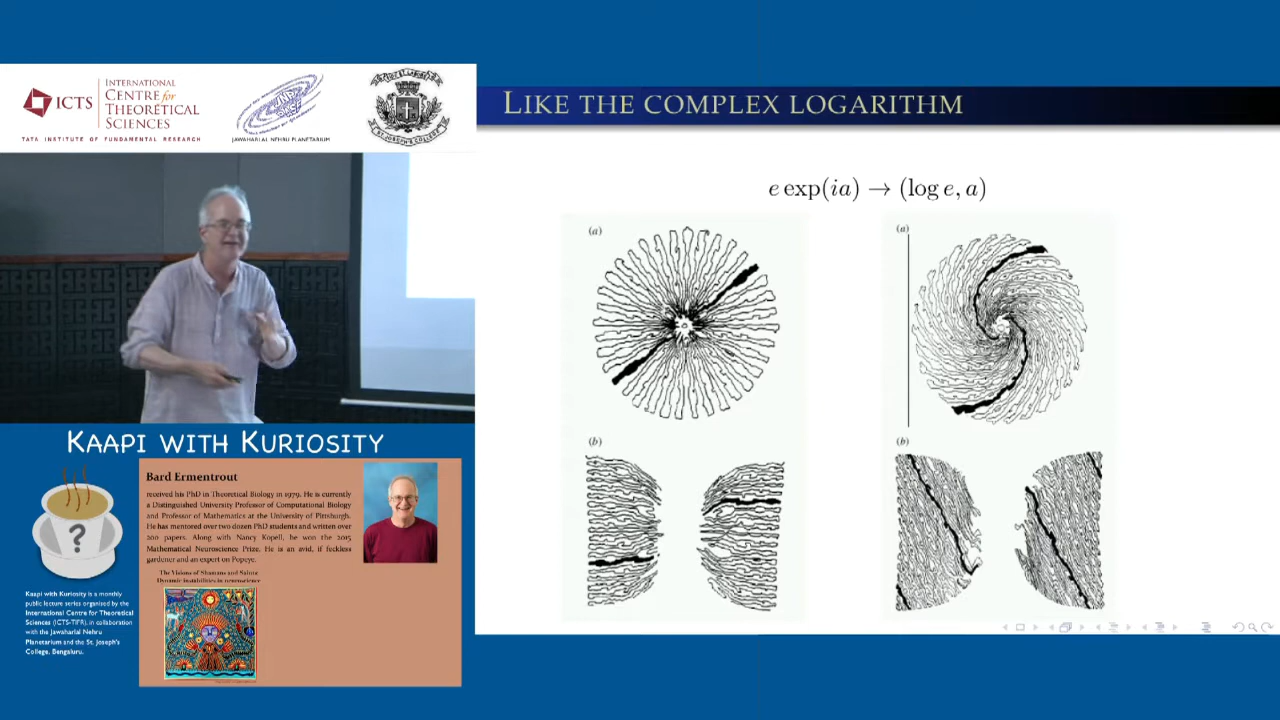 ICTS
INTERNATIONAL
CENTRE for
THEORETICAL
SCIENCES
TATA INSTITUTE OF FUNDAMENTAL RESEARCH
JAWAHARLAL NEHRU PLANETARIUM
LIKE THE COMPLEX LOGARITHM
e exp(ia) → (log e, a)
(a)
(a)
(b)
(b)
KAAPI WITH KURIOSITY
?
Kaapi with Kuriosity is a monthly
public lecture series organised by the
International Centre for Theoretical
Sciences (ICTS-TIFR), in collaboration
with the Jawaharlal Nehru
Planetarium and the St. Joseph's
College, Bengaluru.
Bard Ermentrout
received his PhD in Theoretical Biology in 1979. He is currently
a Distinguished University Professor of Computational Biology
and Professor of Mathematics at the University of Pittsburgh.
He has mentored over two dozen PhD students and written over
200 papers. Along with Nancy Kopell, he won the 2015
Mathematical Neuroscience Prize. He is an avid, if feckless
gardener and an expert on Popeye.
The Visions of Shamans and Saints
Dynamic instabilities in neuroscience